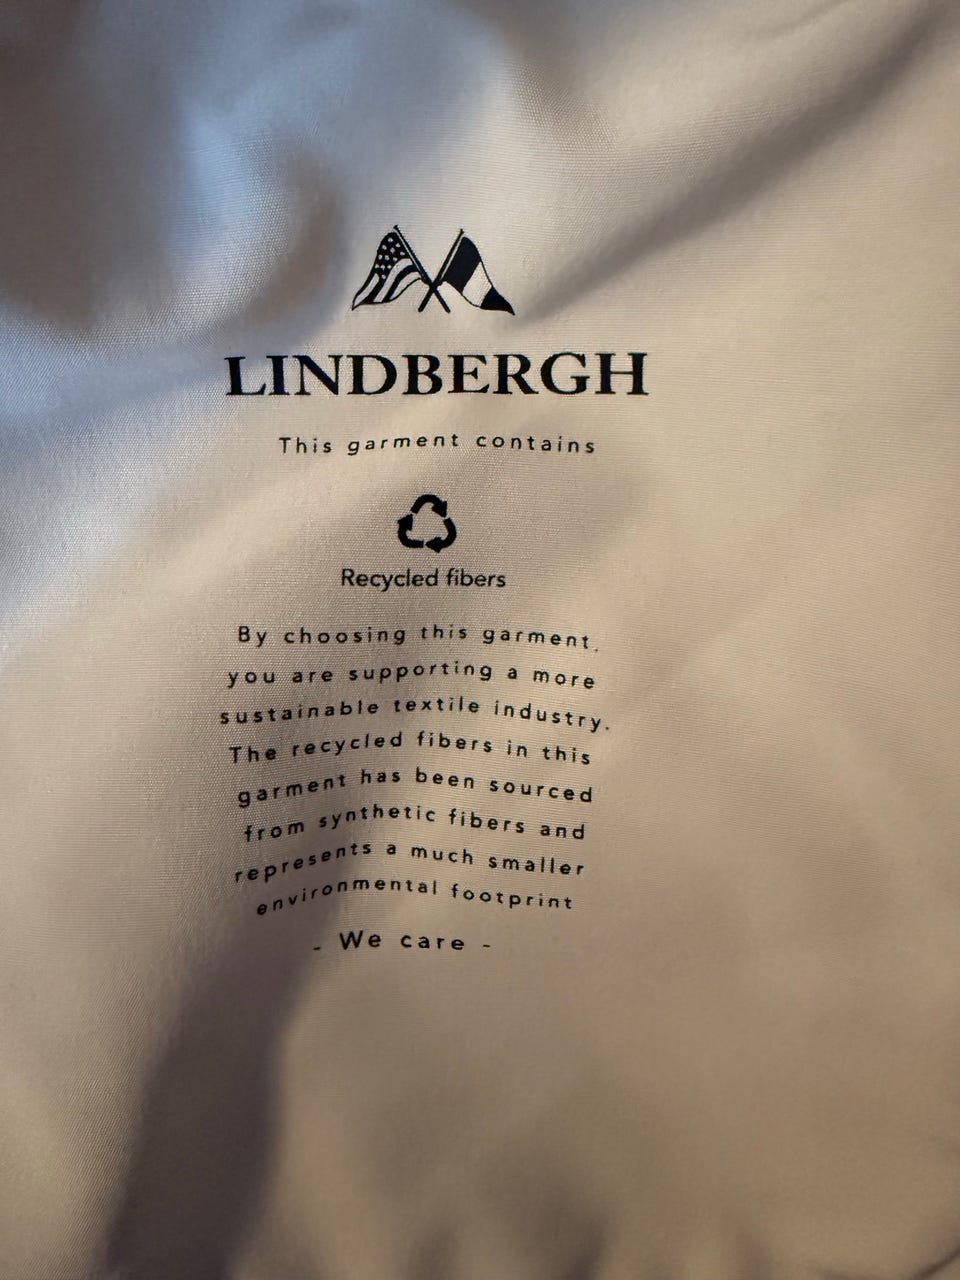 LINDBERGH
This garment contains
Recycled fibers
By choosing this garment,
you are supporting a more
sustainable textile industry.
The recycled fibers in this
garment has been sourced
from synthetic fibers and
represents a much smaller
environmental footprint
- We care -